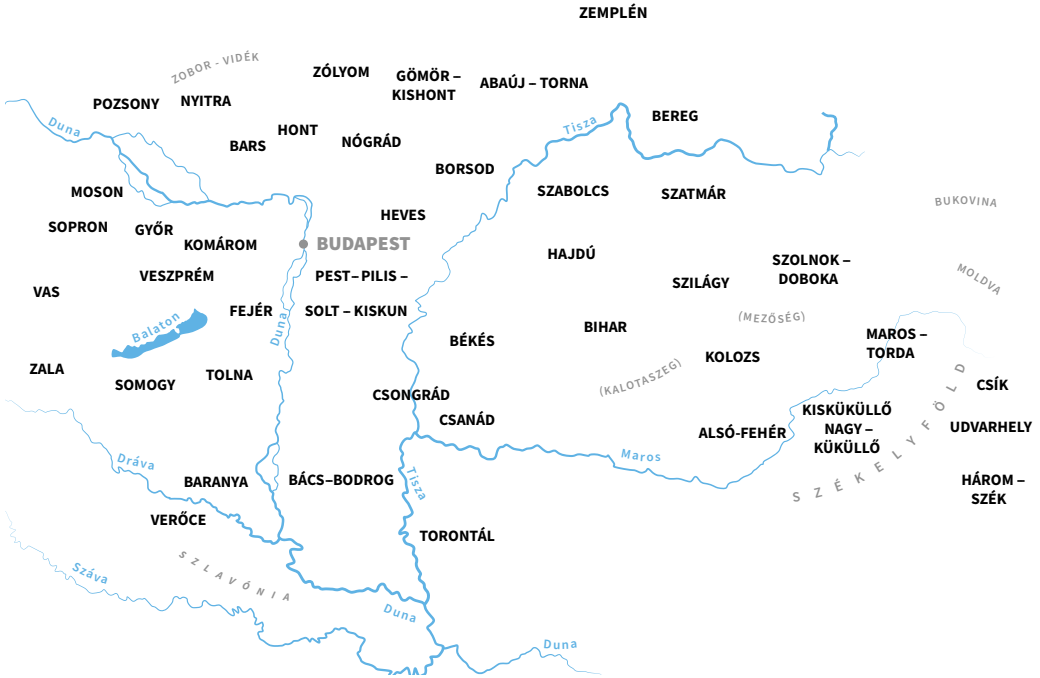 ZEMPLÉN
ZOBOR - VIDÉK
ZÓLYOM
GÖMÖR –
KISHONT
ABAÚJ – TORNA
POZSONY
NYITRA
Duna
HONT
BARS
NÓGRÁD
Tisza
BEREG
BORSOD
MOSON
SZABOLCS
SZATMÁR
BUKOVINA
SOPRON
GYŐR
HEVES
KOMÁROM
BUDAPEST
HAJDÚ
SZOLNOK –
DOBOKA
MOLDVA
VESZPRÉM
PEST– PILIS –
SZILÁGY
VAS
FEJÉR
SOLT – KISKUN
Balaton
Duna
BIHAR
(MEZŐSÉG)
BÉKÉS
MAROS –
TORDA
KOLOZS
ZALA
SOMOGY
TOLNA
(KALOTASZEG)
CSONGRÁD
CSÍK
CSANÁD
KISKÜKÜLLŐ
NAGY –
KÜKÜLLŐ
ALSÓ-FEHÉR
UDVARHELY
SZÉKELYFÖLD
Dráva
Maros
BARANYA
BÁCS–BODROG
Tisza
HÁROM –
SZÉK
VERŐCE
TORONTÁL
SZLAVÓNIA
Száva
Duna
Duna